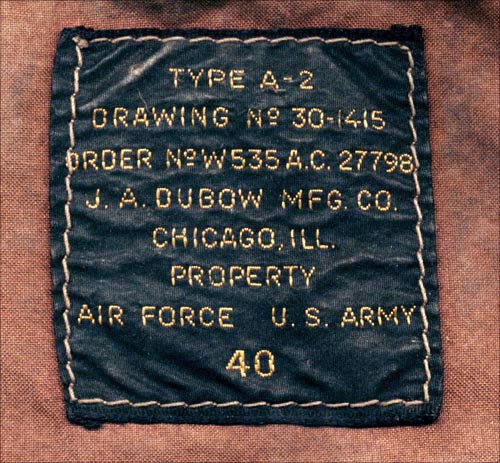 TYPE A-2
DRAWING Nº 30-1415
ORDER Nº W535 A.C. 27798
J. A. DUBOW MFG. CO.
CHICAGO, ILL.
PROPERTY
AIR FORCE U. S. ARMY
40